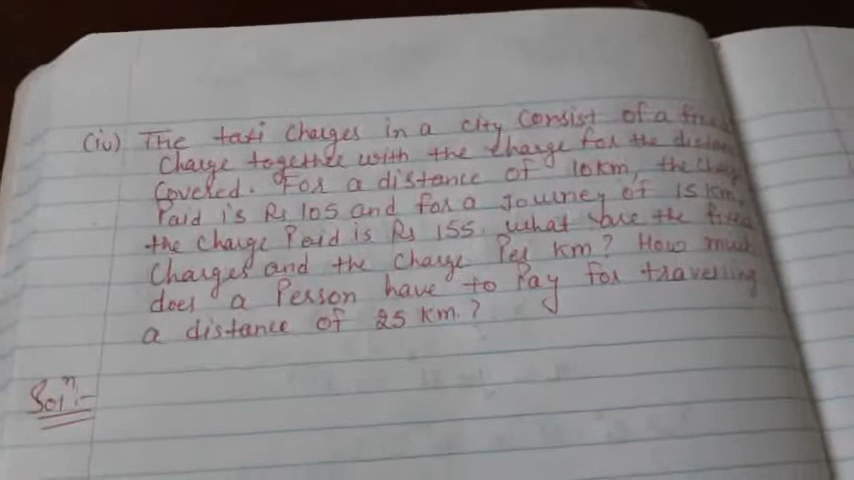 (iv) The taxi charges in a city consist of a fixed
charge together with the charge for the distance
covered. For a distance of 10 km, the charge
Paid is Rs 105 and for a Journey of 15 km,
the charge Paid is Rs 155. what are the fixed
Charges and the charge Per km? How much
does a Person have to Pay for travelling
a distance of 25 km.?
Solⁿ:-